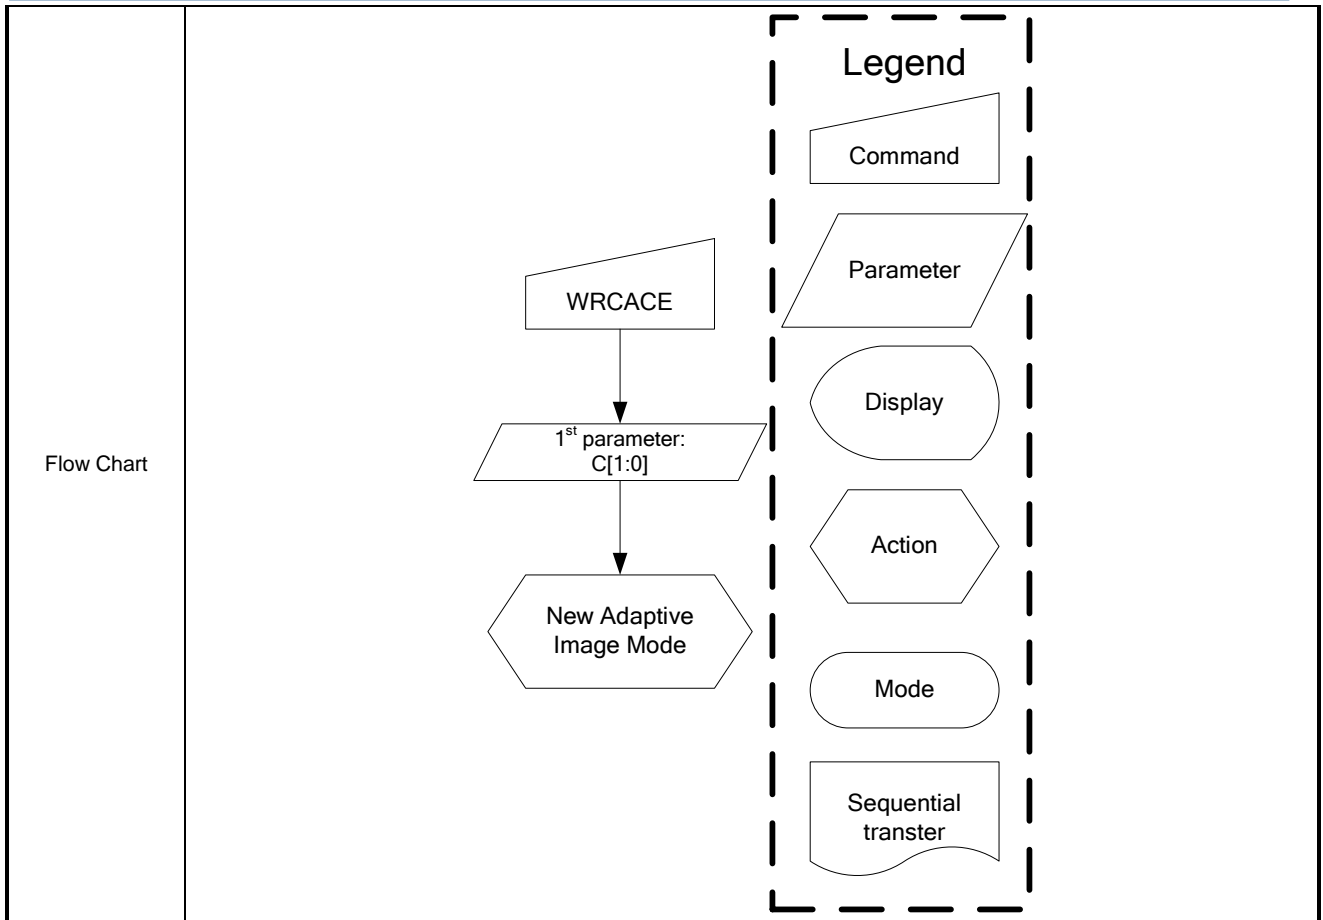 Flow Chart
WRCACE
1st parameter:
C[1:0]
New Adaptive
Image Mode
Legend
Command
Parameter
Display
Action
Mode
Sequential
transter